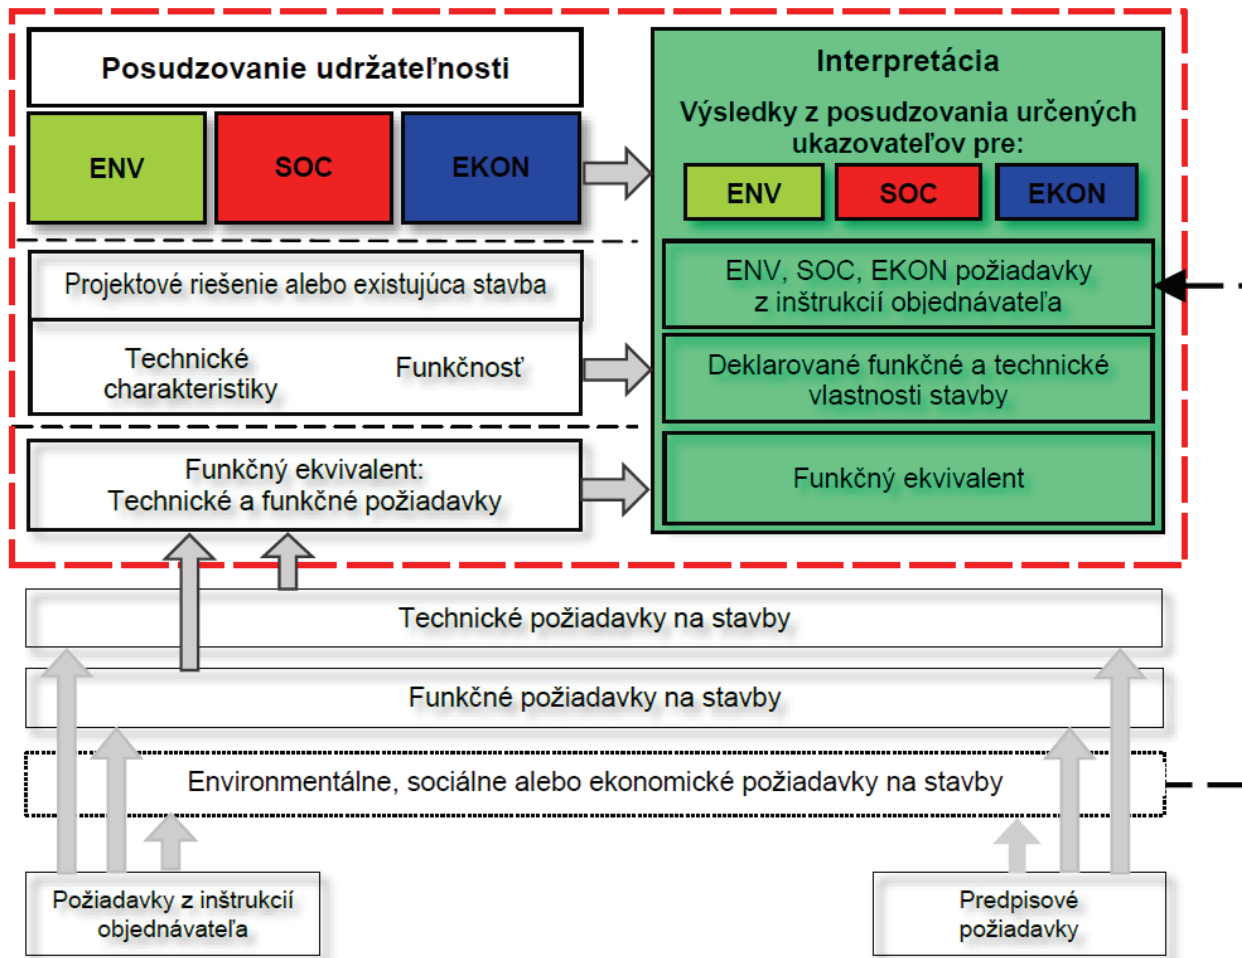 Posudzovanie udržateľnosti
ENV
SOC
EKON
Interpretácia
Výsledky z posudzovania určených
ukazovateľov pre:
ENV
SOC
EKON
Projektové riešenie alebo existujúca stavba
Technické
charakteristiky
Funkčnosť
ENV, SOC, EKON požiadavky
z inštrukcií objednávateľa
Deklarované funkčné a technické
vlastnosti stavby
Funkčný ekvivalent:
Technické a funkčné požiadavky
Funkčný ekvivalent
Technické požiadavky na stavby
Funkčné požiadavky na stavby
Environmentálne, sociálne alebo ekonomické požiadavky na stavby
Požiadavky z inštrukcií
objednávateľa
Predpisové
požiadavky